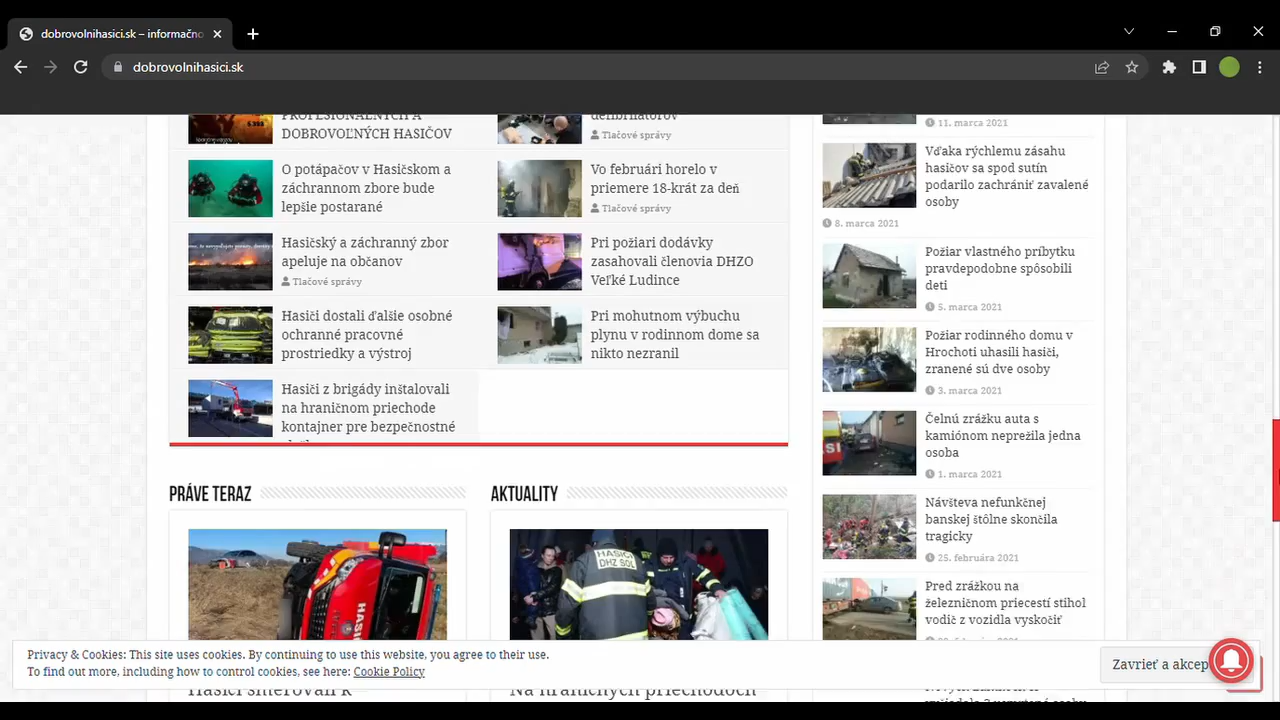 dobrovolnihasici.sk – informačno
dobrovolnihasici.sk
PROFESIONÁLNYCH A
DOBROVOĽNÝCH HASIČOV
O potápačov v Hasičskom a
záchrannom zbore bude
lepšie postarané
Hasičský a záchranný zbor
apeluje na občanov
Tlačové správy
Hasiči dostali ďalšie osobné
ochranné pracovné
prostriedky a výstroj
Hasiči z brigády inštalovali
na hraničnom priechode
kontajner pre bezpečnostné
defibrilátorov
Tlačové správy
Vo februári horelo v
priemere 18-krát za deň
Tlačové správy
Pri požiari dodávky
zasahovali členovia DHZO
Veľké Ludince
Pri mohutnom výbuchu
plynu v rodinnom dome sa
nikto nezranil
PRÁVE TERAZ
Hasiči smerovali k
AKTUALITY
HASIČI
DHZ SOL
Na hraničných priechodoch
11. marca 2021
Vďaka rýchlemu zásahu
hasičov sa spod sutín
podarilo zachrániť zavalené
osoby
8. marca 2021
Požiar vlastného príbytku
pravdepodobne spôsobili
deti
5. marca 2021
Požiar rodinného domu v
Hrochoti uhasili hasiči,
zranené sú dve osoby
3. marca 2021
Čelnú zrážku auta s
kamiónom neprežila jedna
osoba
1. marca 2021
Návšteva nefunkčnej
banskej štôlne skončila
tragicky
25. februára 2021
Pred zrážkou na
železničnom priecestí stihol
vodič z vozidla vyskočiť
Privacy & Cookies: This site uses cookies. By continuing to use this website, you agree to their use.
To find out more, including how to control cookies, see here: Cookie Policy
Zavrieť a akcep